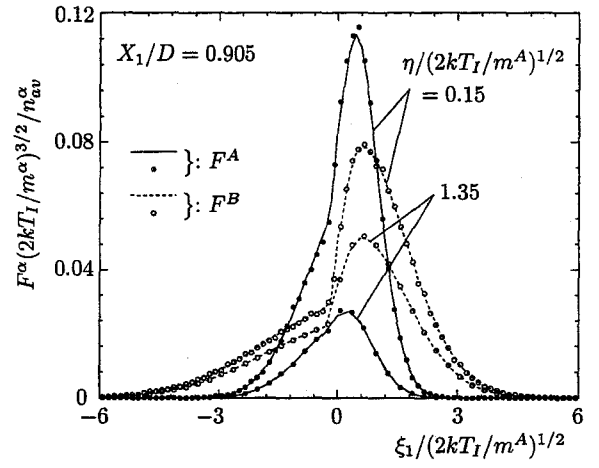 F^α(2kT_I/m^α)^{3/2}/n^α_{av}
0.12
0.08
0.04
0
X_1/D = 0.905
η/(2kT_I/m^A)^{1/2}
= 0.15
}: F^A
}: F^B
1.35
−6
−3
0
3
6
ξ_1/(2kT_I/m^A)^{1/2}